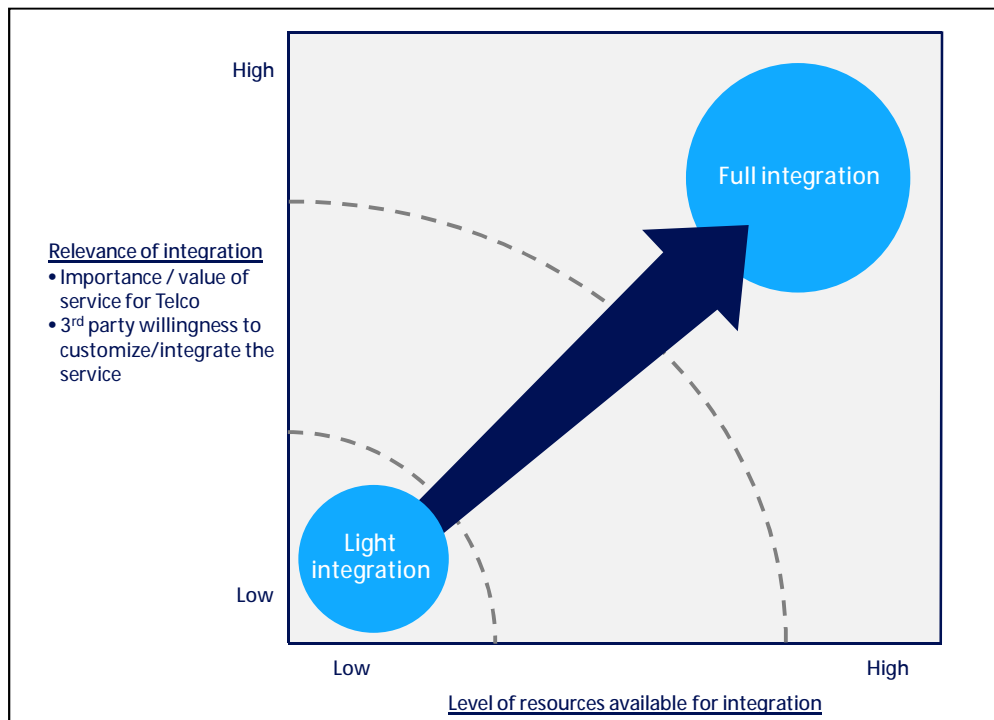 High
Full integration
Relevance of integration
• Importance / value of
service for Telco
• 3rd party willingness to
customize/integrate the
service
Light
integration
Low
Low
High
Level of resources available for integration